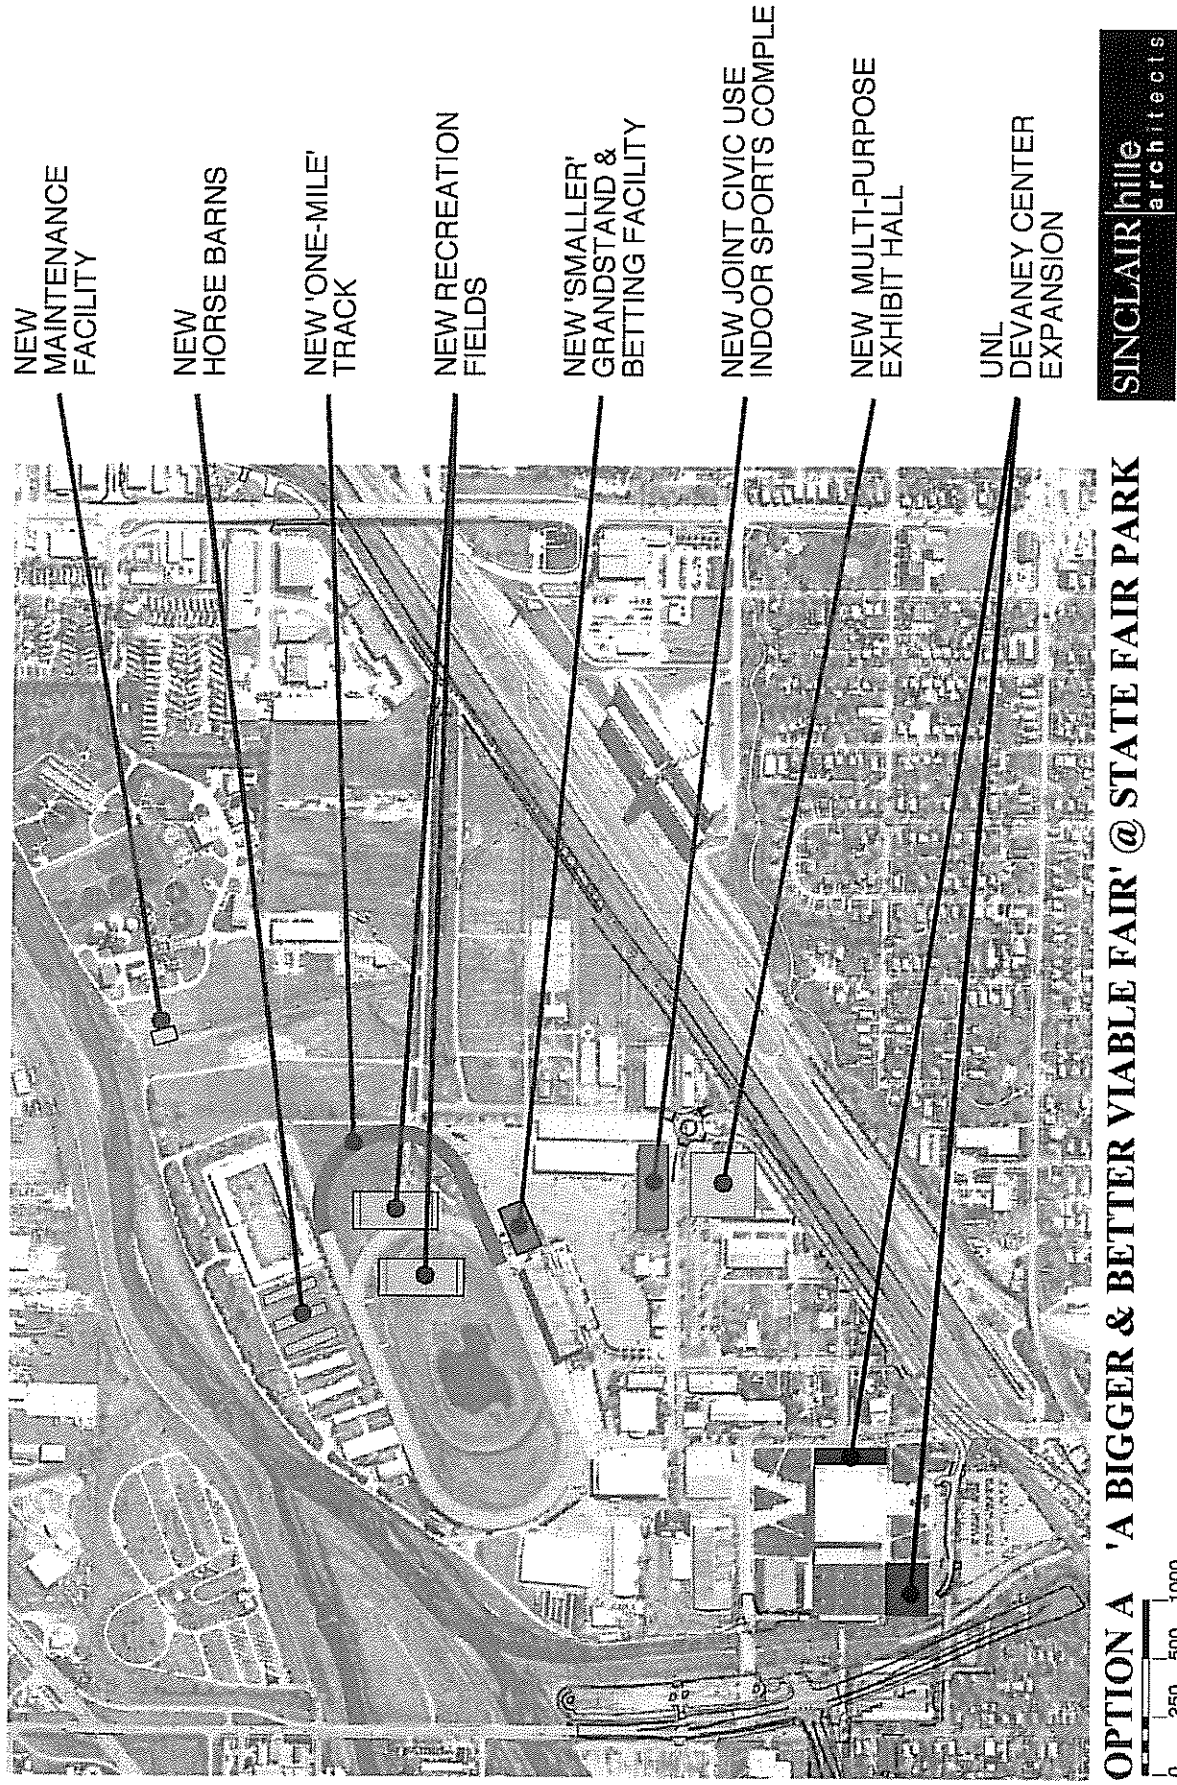 NEW
MAINTENANCE
FACILITY
NEW
HORSE BARNS
NEW 'ONE-MILE'
TRACK
NEW RECREATION
FIELDS
NEW 'SMALLER'
GRANDSTAND &
BETTING FACILITY
NEW JOINT CIVIC USE
INDOOR SPORTS COMPLE
NEW MULTI-PURPOSE
EXHIBIT HALL
UNL
DEVANEY CENTER
EXPANSION
OPTION A 'A BIGGER & BETTER VIABLE FAIR' @ STATE FAIR PARK
0 250 500 1000
SINCLAIR hille
architects